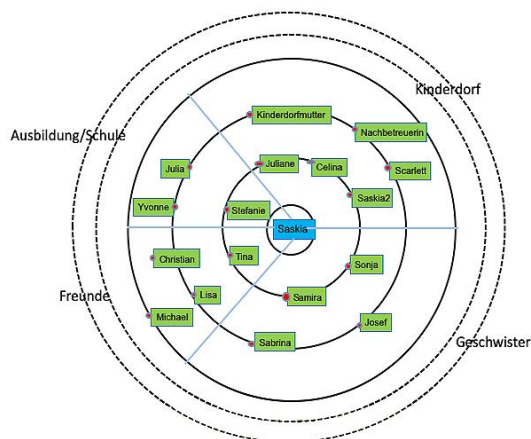 Kinderdorf
Kinderdorfmutter
Nachbetreuerin
Ausbildung/Schule
Juliane
Celina
Julia
Scarlett
Saskia2
Yvonne
Stefanie
Saskia
Christian
Tina
Sonja
Freunde
Lisa
Samira
Michael
Josef
Sabrina
Geschwister